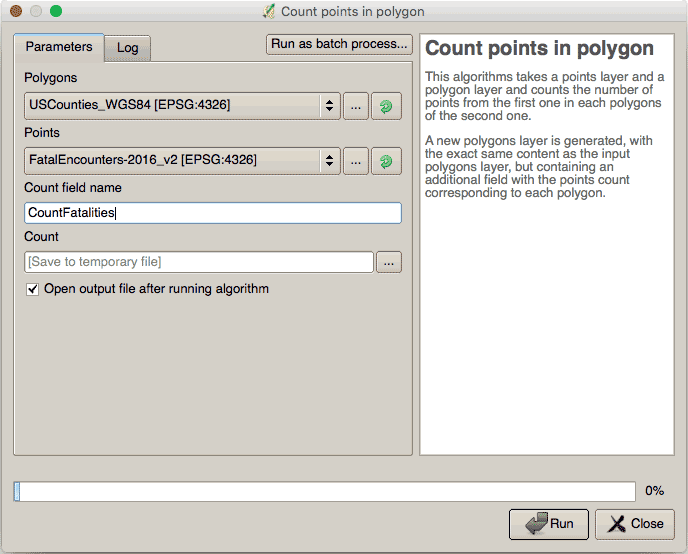 Count points in polygon
Parameters
Log
Run as batch process...
Polygons
USCounties_WGS84 [EPSG:4326]
...
Points
FatalEncounters-2016_v2 [EPSG:4326]
...
Count field name
CountFatalities
Count
[Save to temporary file]
...
Open output file after running algorithm
Count points in polygon
This algorithms takes a points layer and a
polygon layer and counts the number of
points from the first one in each polygons
of the second one.
A new polygons layer is generated, with
the exact same content as the input
polygons layer, but containing an
additional field with the points count
corresponding to each polygon.
0%
Run
Close